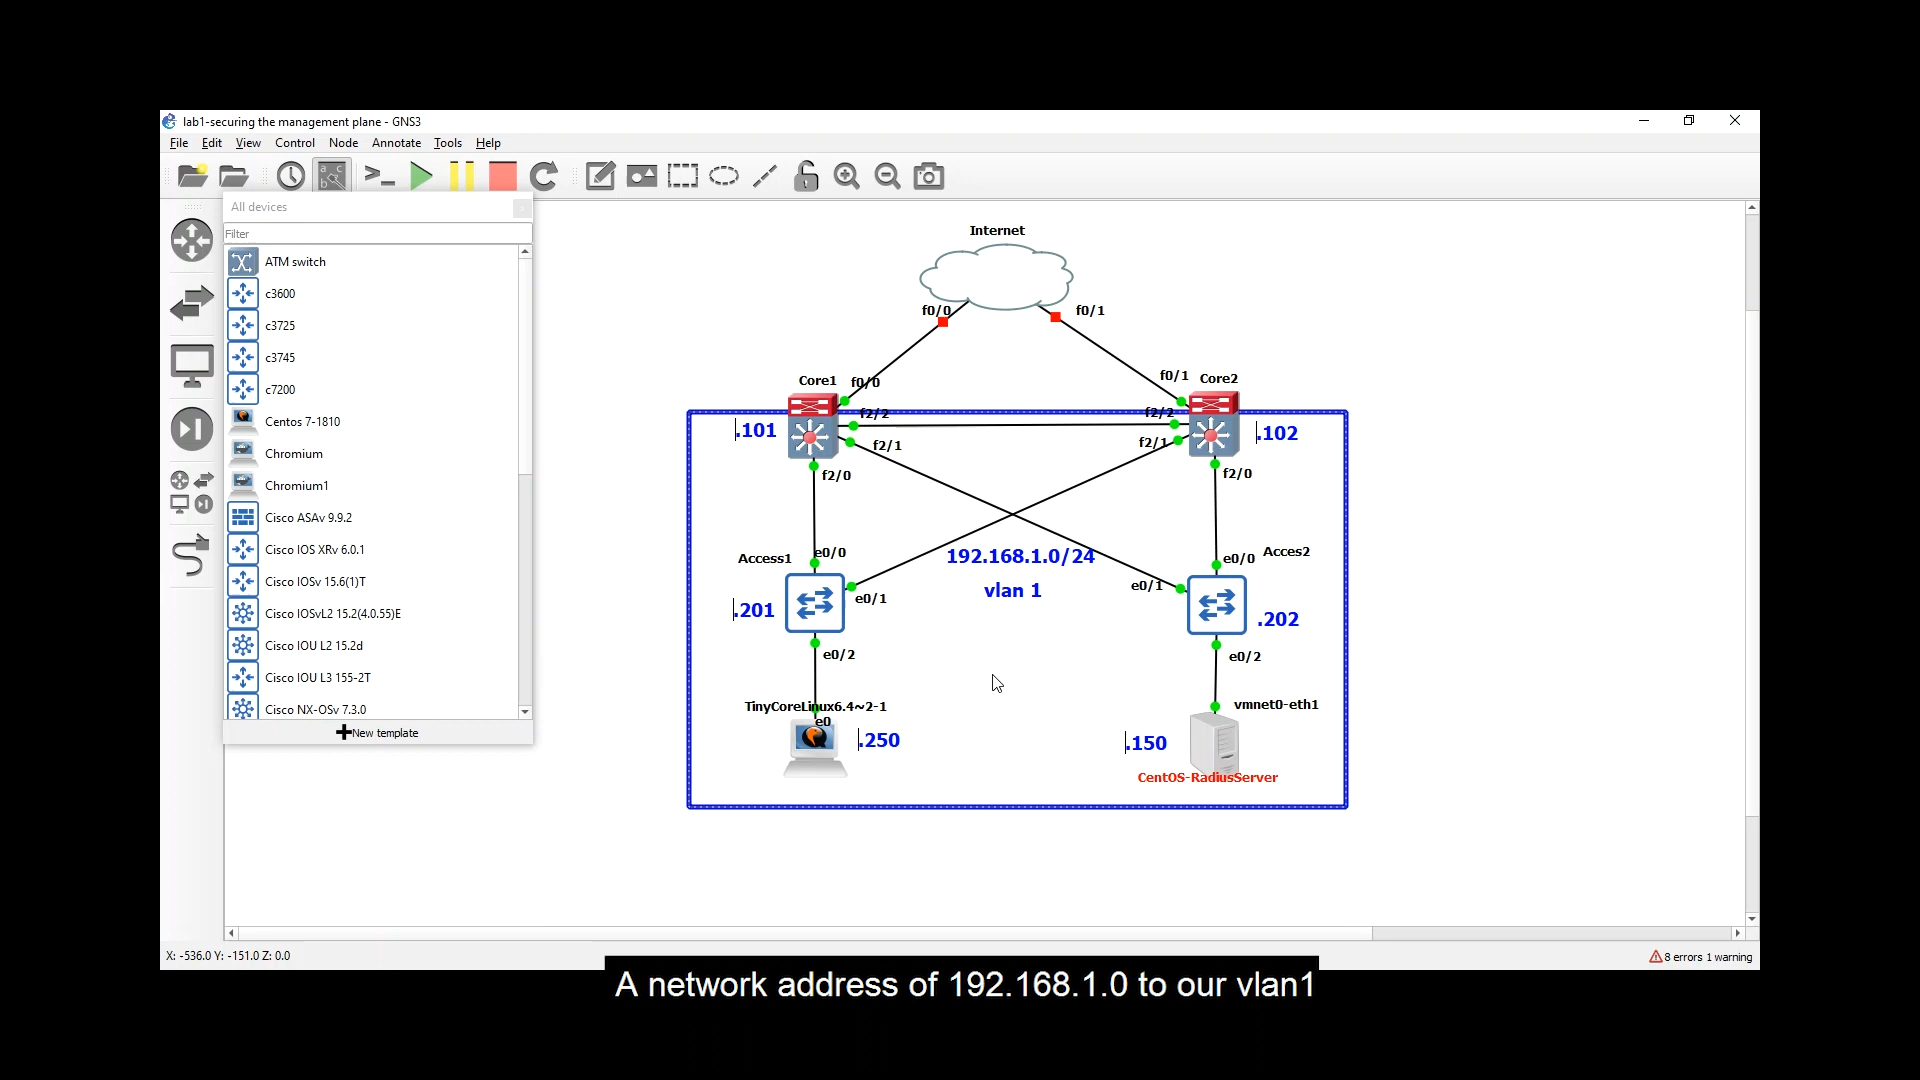 lab1-securing the management plane - GNS3
File Edit View Control Node Annotate Tools Help
All devices
Filter
ATM switch
c3600
c3725
c3745
c7200
Centos 7-1810
Chromium
Chromium1
Cisco ASAv 9.9.2
Cisco IOS XRv 6.0.1
Cisco IOSv 15.6(1)T
Cisco IOSvL2 15.2(4.0.55)E
Cisco IOU L2 15.2d
Cisco IOU L3 155-2T
Cisco NX-OSv 7.3.0
New template
Internet
f0/0
f0/1
Core1 f0/0
f0/1 Core2
f2/2
f2/2
.101
.102
f2/1
f2/1
f2/0
f2/0
Access1 e0/0
192.168.1.0/24
e0/0 Acces2
vlan 1
e0/1
e0/1
.201
.202
e0/2
e0/2
TinyCoreLinux6.4~2-1
vmnet0-eth1
e0
.250
.150
CentOS-RadiusServer
X: -536.0 Y: -151.0 Z: 0.0
8 errors 1 warning
A network address of 192.168.1.0 to our vlan1